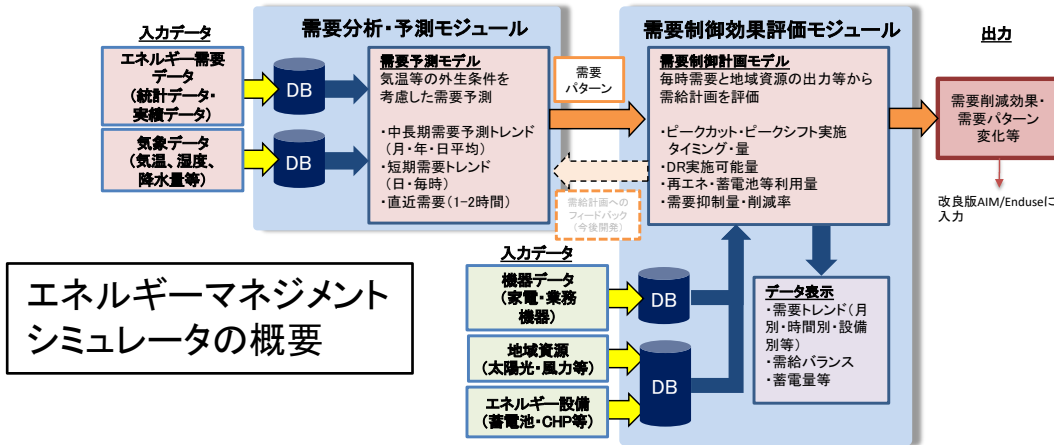 入力データ
エネルギー需要
データ
(統計データ・
実績データ)
気象データ
(気温、湿度、
降水量等)
DB
DB
需要分析・予測モジュール
需要予測モデル
気温等の外生条件を
考慮した需要予測
・中長期需要予測トレンド
(月・年・日平均)
・短期需要トレンド
(日・毎時)
・直近需要(1-2時間)
需要
パターン
需給計画への
フィードバック
(今後開発)
需要制御効果評価モジュール
需要制御計画モデル
毎時需要と地域資源の出力等から
需給計画を評価
・ピークカット・ピークシフト実施
タイミング・量
・DR実施可能量
・再エネ・蓄電池等利用量
・需要抑制量・削減率
出力
需要削減効果・
需要パターン
変化等
改良版AIM/Enduseに
入力
エネルギーマネジメント
シミュレータの概要
入力データ
機器データ
(家電・業務
機器)
地域資源
(太陽光・風力等)
エネルギー設備
(蓄電池・CHP等)
DB
DB
データ表示
・需要トレンド(月
別・時間別・設備
別等)
・需給バランス
・蓄電量等